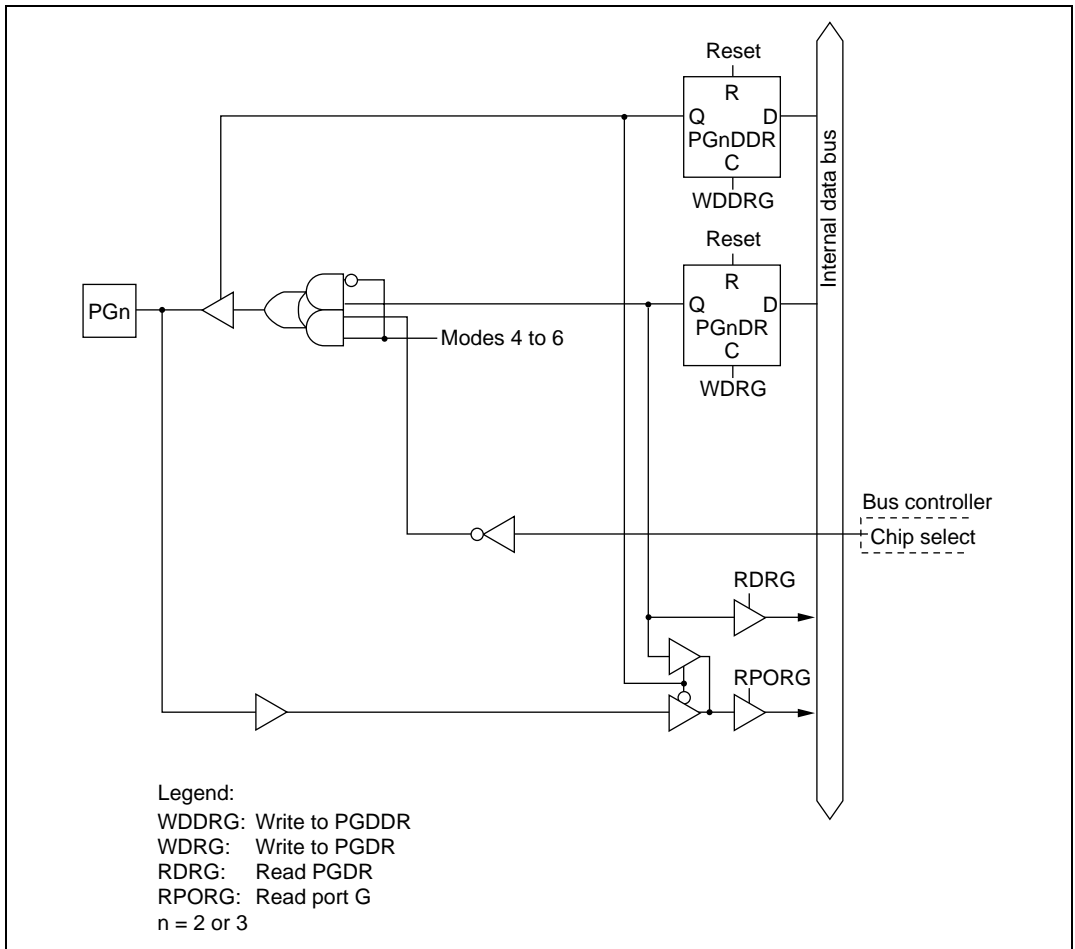 Reset
R
Q D
PGnDDR
C
WDDRG
Internal data bus
Reset
R
Q D
PGnDR
C
WDRG
PGn
Modes 4 to 6
Bus controller
Chip select
RDRG
RPORG
Legend:
WDDRG: Write to PGDDR
WDRG: Write to PGDR
RDRG: Read PGDR
RPORG: Read port G
n = 2 or 3